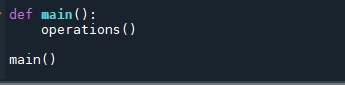 def main():
    operations()

main()